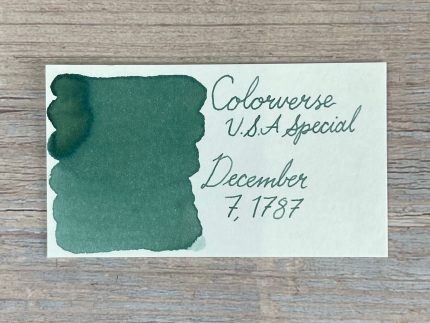 Colorverse
U.S.A Special
December
7, 1787